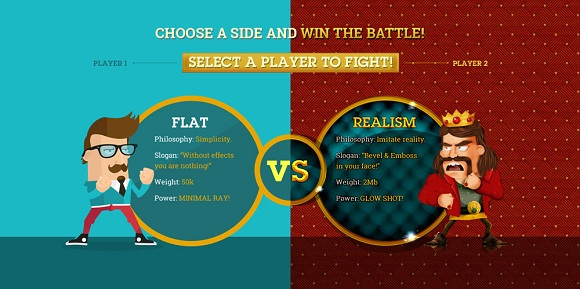 CHOOSE A SIDE AND WIN THE BATTLE!
PLAYER 1
SELECT A PLAYER TO FIGHT!
PLAYER 2
FLAT
Philosophy: Simplicity.
Slogan: "Without effects
you are nothing!"
Weight: 50k
Power: MINIMAL RAY!
VS
REALISM
Philosophy: Imitate reality.
Slogan: "Bevel & Emboss
in your face!"
Weight: 2Mb
Power: GLOW SHOT!